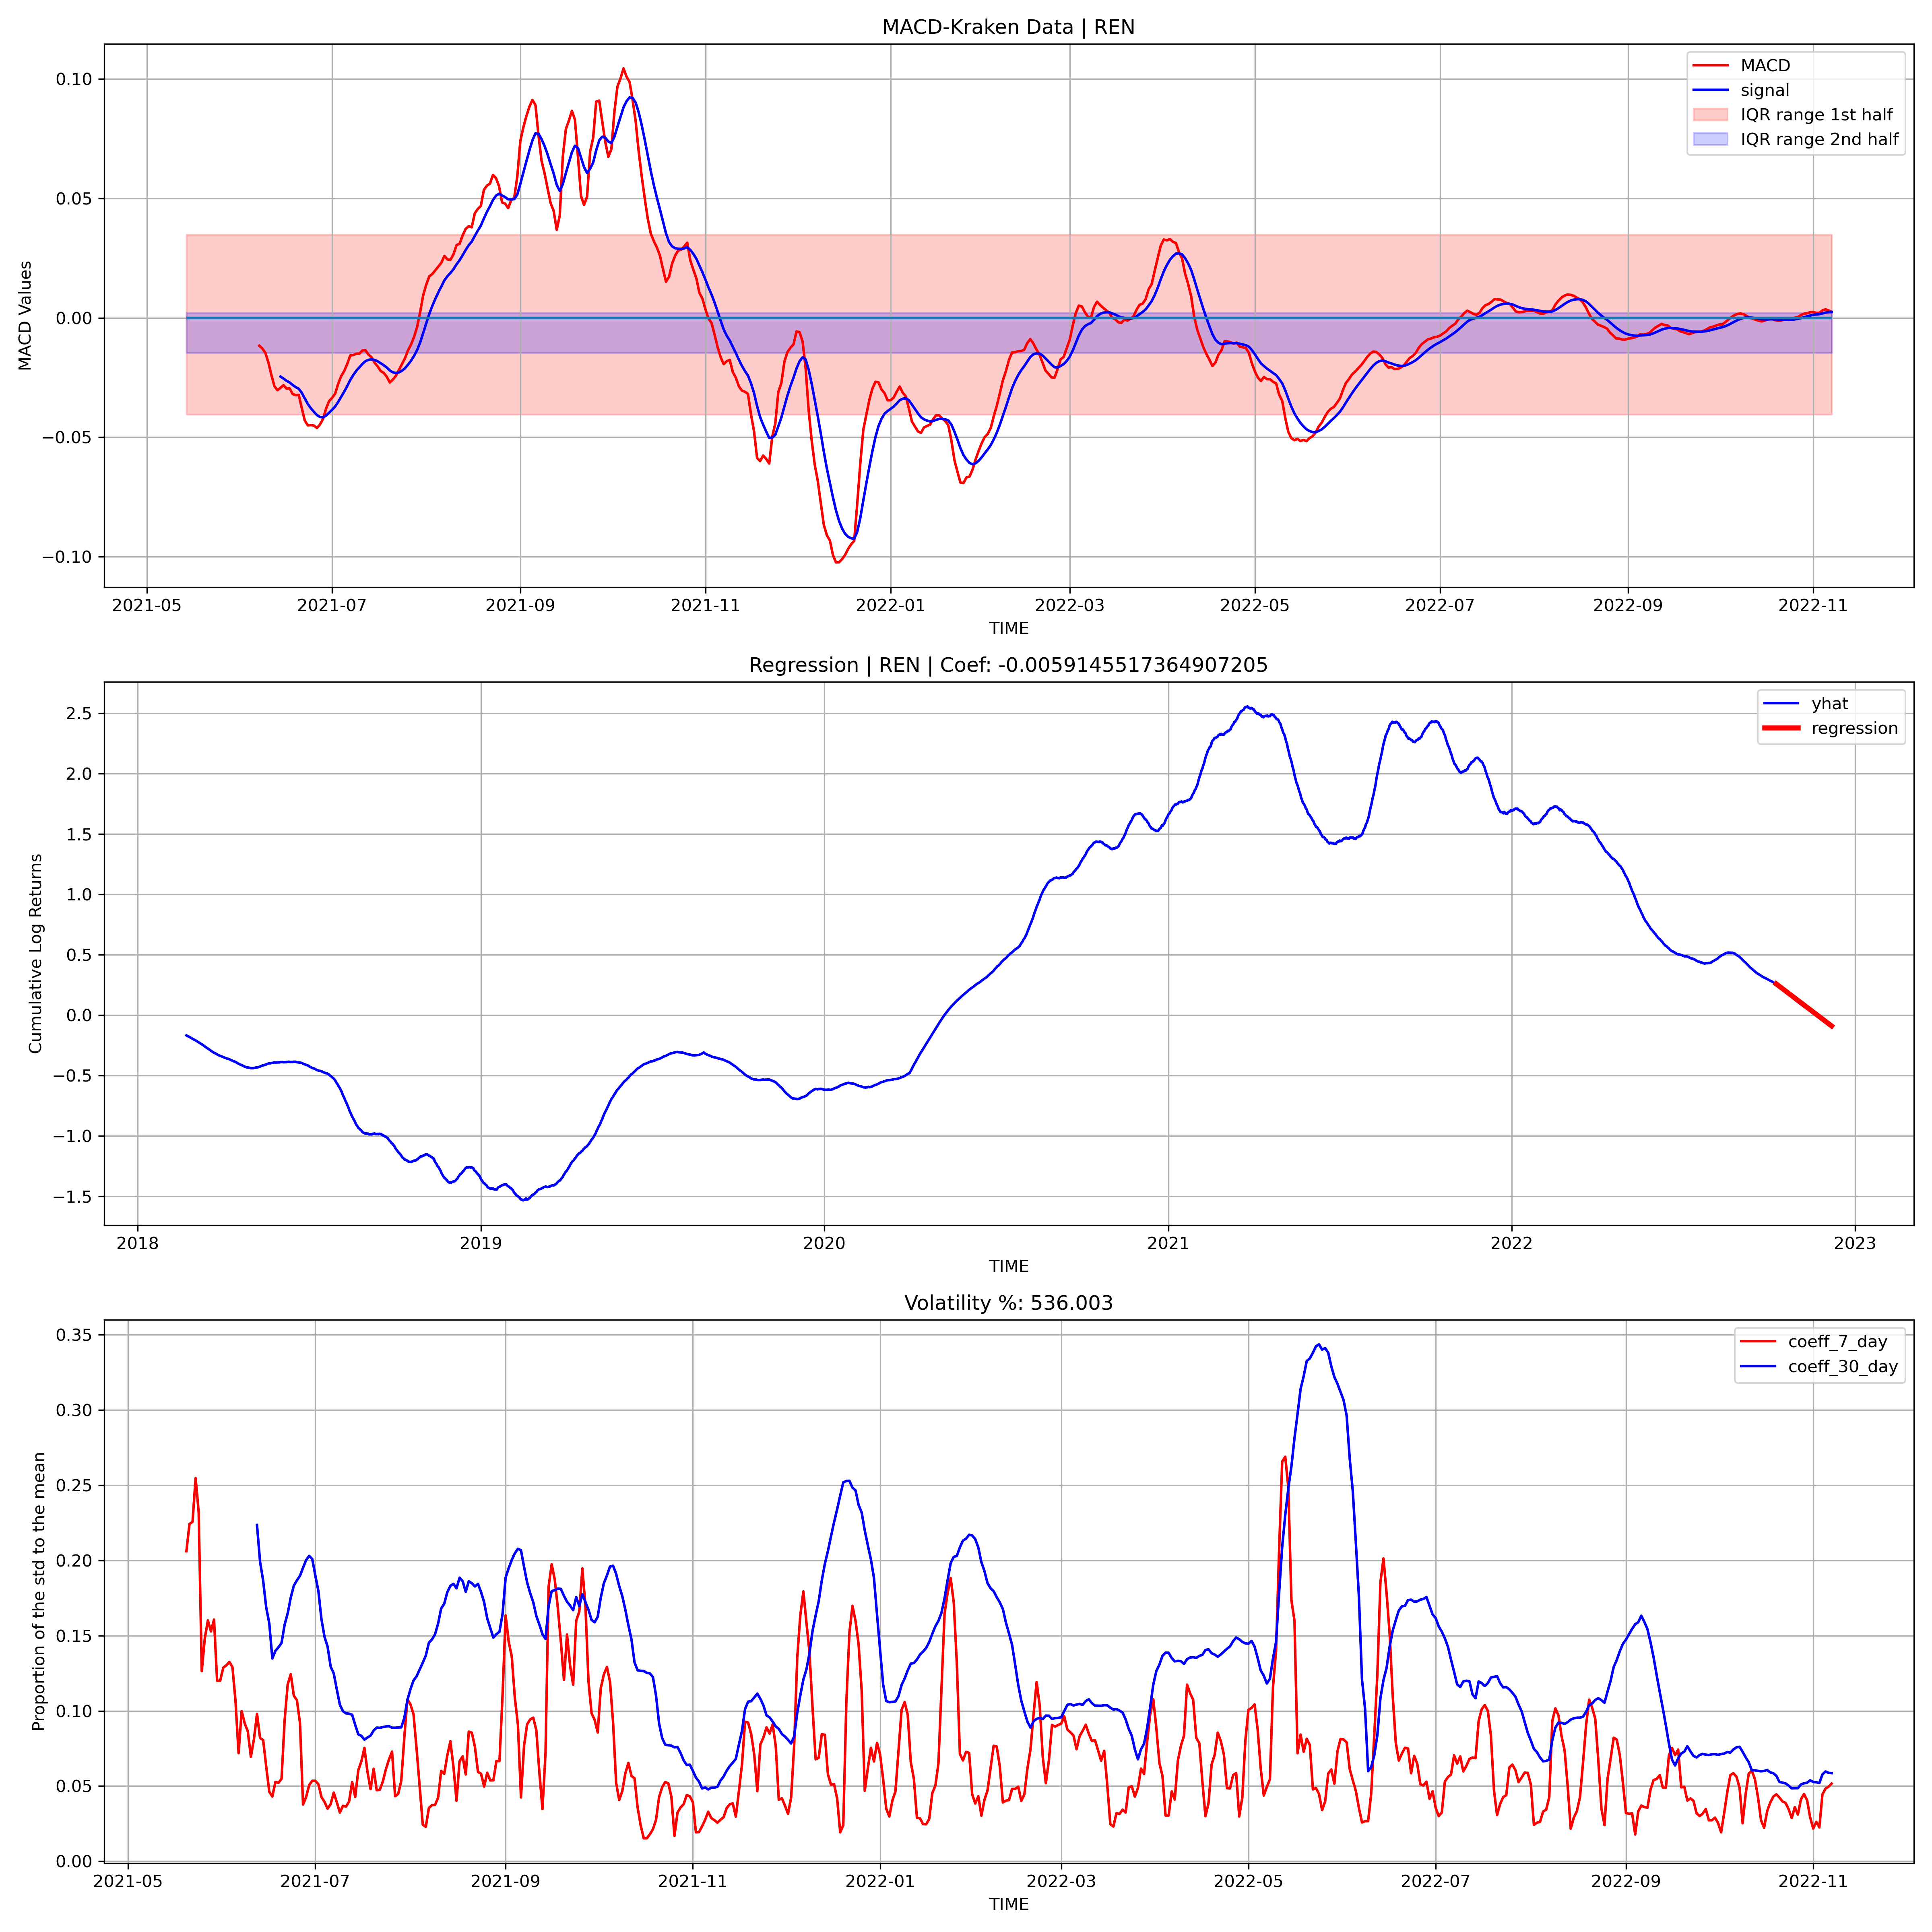 MACD-Kraken Data | REN
MACD Values
0.10
0.05
0.00
−0.05
−0.10
MACD
signal
IQR range 1st half
IQR range 2nd half
2021-05 2021-07 2021-09 2021-11 2022-01 2022-03 2022-05 2022-07 2022-09 2022-11
TIME
Regression | REN | Coef: -0.0059145517364907205
Cumulative Log Returns
2.5
2.0
1.5
1.0
0.5
0.0
−0.5
−1.0
−1.5
yhat
regression
2018 2019 2020 2021 2022 2023
TIME
Volatility %: 536.003
Proportion of the std to the mean
0.35
0.30
0.25
0.20
0.15
0.10
0.05
0.00
coeff_7_day
coeff_30_day
2021-05 2021-07 2021-09 2021-11 2022-01 2022-03 2022-05 2022-07 2022-09 2022-11
TIME